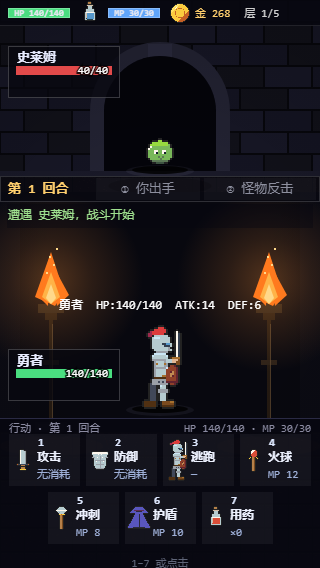 HP 140/140 MP 30/30 金 268 层 1/5
史莱姆
40/40
第 1 回合 ① 你出手 ② 怪物反击
遭遇 史莱姆，战斗开始
勇者 HP:140/140 ATK:14 DEF:6
勇者
140/140
行动 · 第 1 回合 HP 140/140 · MP 30/30
1 2 3 4
攻击 防御 逃跑 火球
无消耗 无消耗 — MP 12
5 6 7
冲刺 护盾 用药
MP 8 MP 10 ×0
1-7 或点击